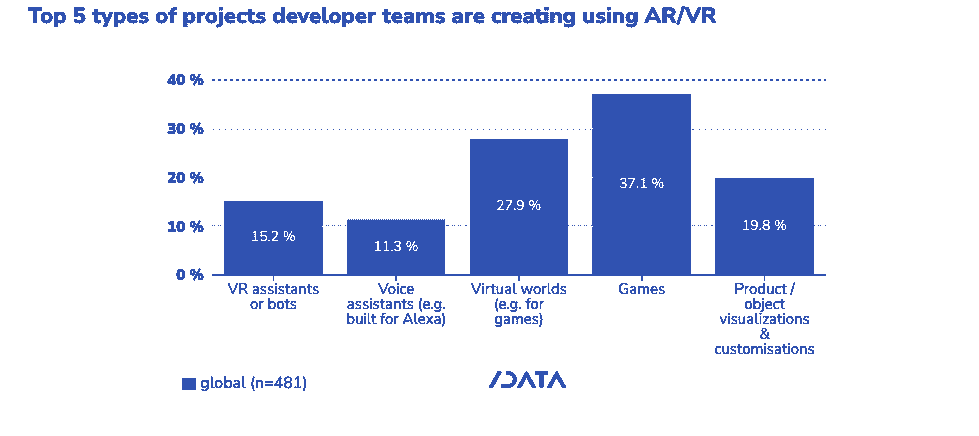 Top 5 types of projects developer teams are creating using AR/VR
40 %
30 %
20 %
10 %
0 %
15.2 %
11.3 %
27.9 %
37.1 %
19.8 %
VR assistants
or bots
Voice
assistants (e.g.
built for Alexa)
Virtual worlds
(e.g. for
games)
Games
Product /
object
visualizations
&
customisations
global (n=481)
/DATA